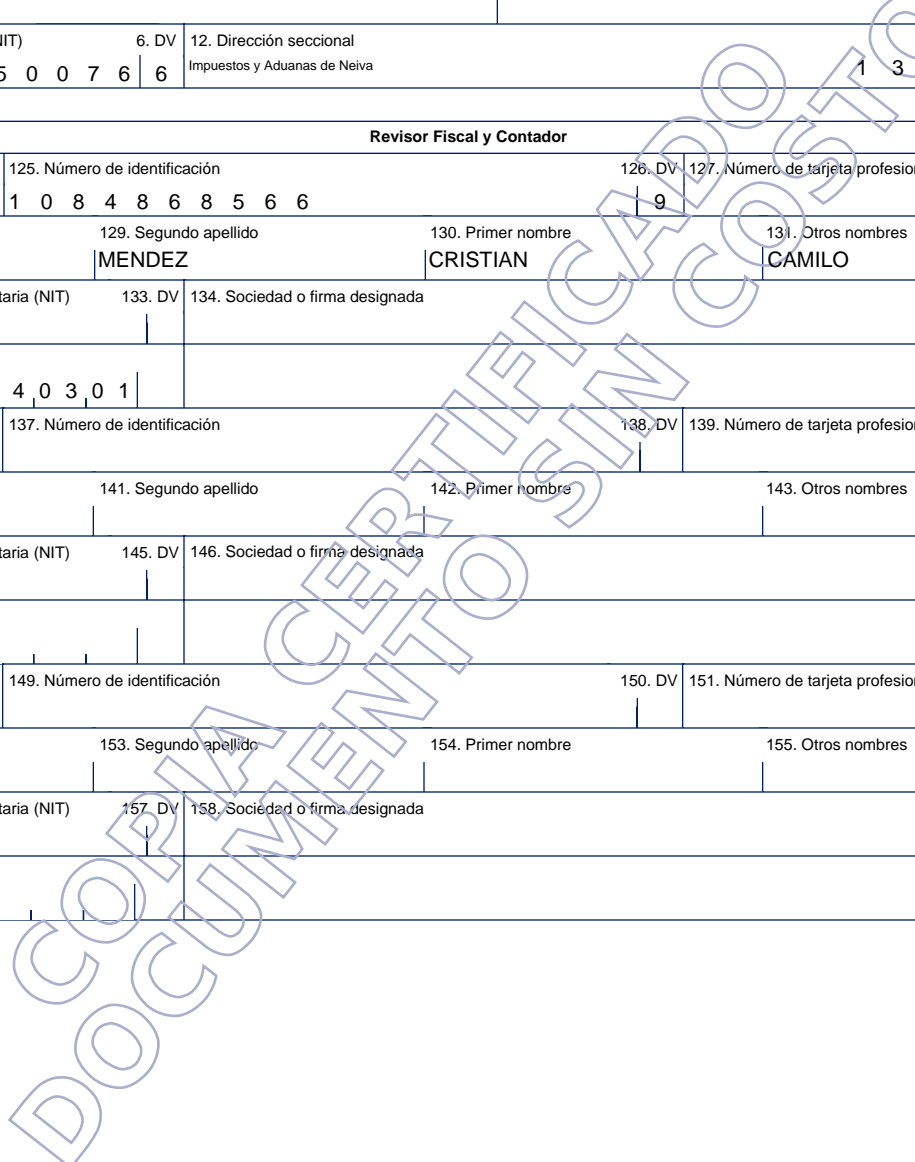 IT) 6. DV 12. Dirección seccional
5 0 0 7 6 6 Impuestos y Aduanas de Neiva 1 3
Revisor Fiscal y Contador
125. Número de identificación 126. DV 127. Número de tarjeta profesion
1 0 8 4 8 6 8 5 6 6 9
129. Segundo apellido 130. Primer nombre 131. Otros nombres
MENDEZ CRISTIAN CAMILO
taria (NIT) 133. DV 134. Sociedad o firma designada
4 0 3 0 1
137. Número de identificación 138. DV 139. Número de tarjeta profesion
141. Segundo apellido 142. Primer nombre 143. Otros nombres
taria (NIT) 145. DV 146. Sociedad o firma designada
149. Número de identificación 150. DV 151. Número de tarjeta profesion
153. Segundo apellido 154. Primer nombre 155. Otros nombres
taria (NIT) 157. DV 158. Sociedad o firma designada
COPIA CERTIFICADO
DOCUMENTO SIN COSTO